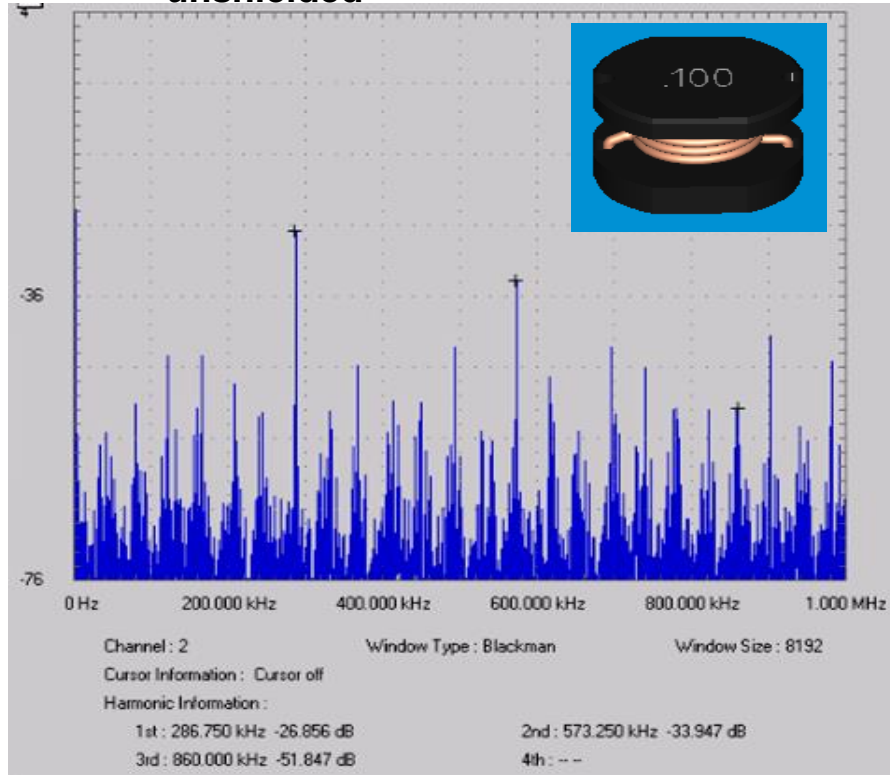 unshielded
4
.100
-36
-76
0 Hz 200.000 kHz 400.000 kHz 600.000 kHz 800.000 kHz 1.000 MHz
Channel : 2 Window Type : Blackman Window Size : 8192
Cursor Information : Cursor off
Harmonic Information :
1st : 286.750 kHz -26.856 dB 2nd : 573.250 kHz -33.947 dB
3rd : 860.000 kHz -51.847 dB 4th : -- --